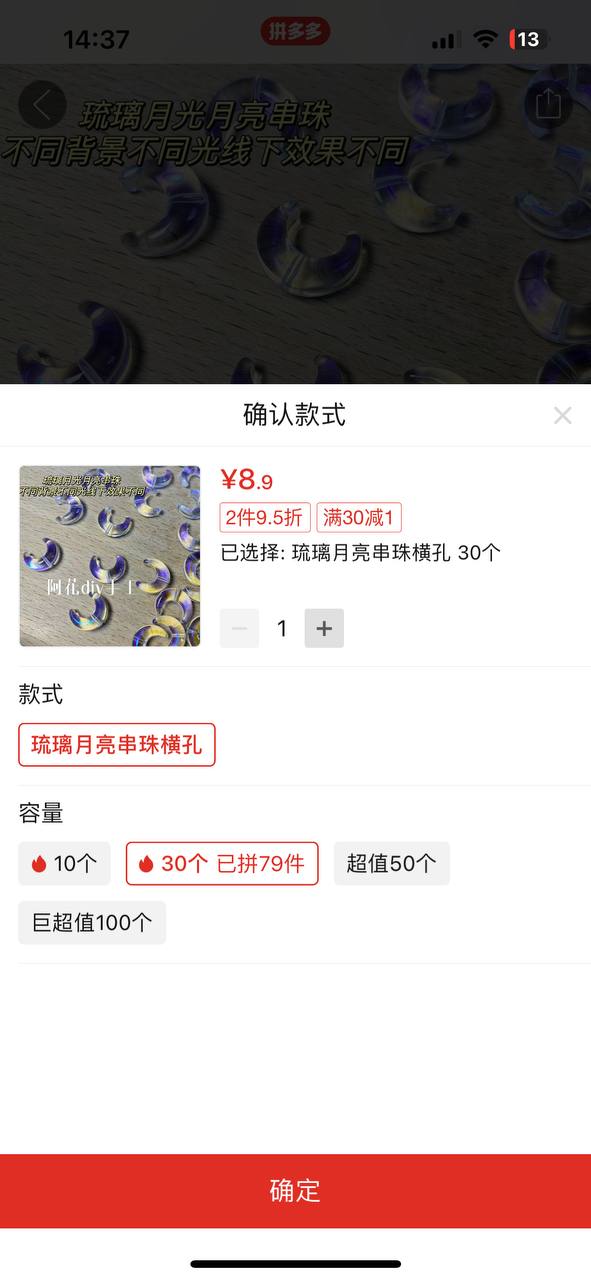 14:37
拼多多
13
琉璃月光月亮串珠
不同背景不同光线下效果不同
确认款式
琉璃月光月亮串珠
不同背景不同光线下效果不同
阿花diy手工
¥8.9
2件9.5折 满30减1
已选择: 琉璃月亮串珠横孔 30个
1
款式
琉璃月亮串珠横孔
容量
10个 30个 已拼79件 超值50个
巨超值100个
确定